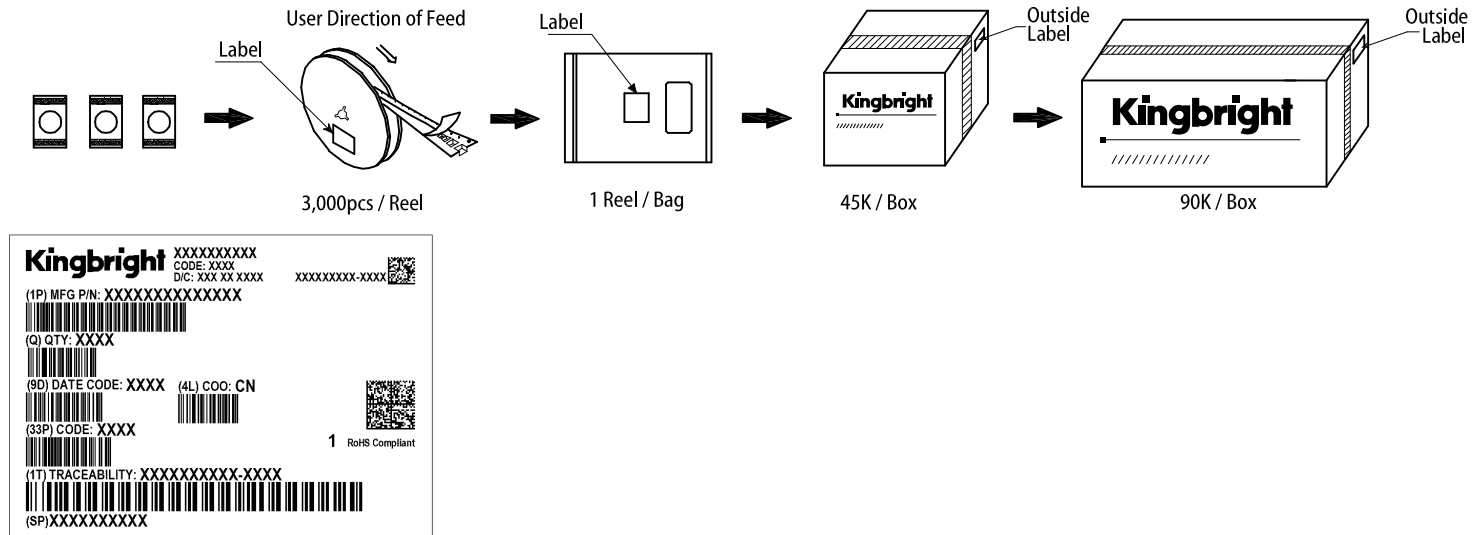 User Direction of Feed
Label
Label
Outside
Label
Outside
Label
Kingbright
Kingbright
3,000pcs / Reel
1 Reel / Bag
45K / Box
90K / Box
Kingbright
XXXXXXXXXX
CODE: XXXX
D/C: XXX XX XXXX
XXXXXXXXX-XXXX
(1P) MFG P/N: XXXXXXXXXXXXXX
(Q) QTY: XXXX
(9D) DATE CODE: XXXX
(4L) COO: CN
(33P) CODE: XXXX
1 RoHS Compliant
(1T) TRACEABILITY: XXXXXXXXXX-XXXX
(SP)XXXXXXXXXX